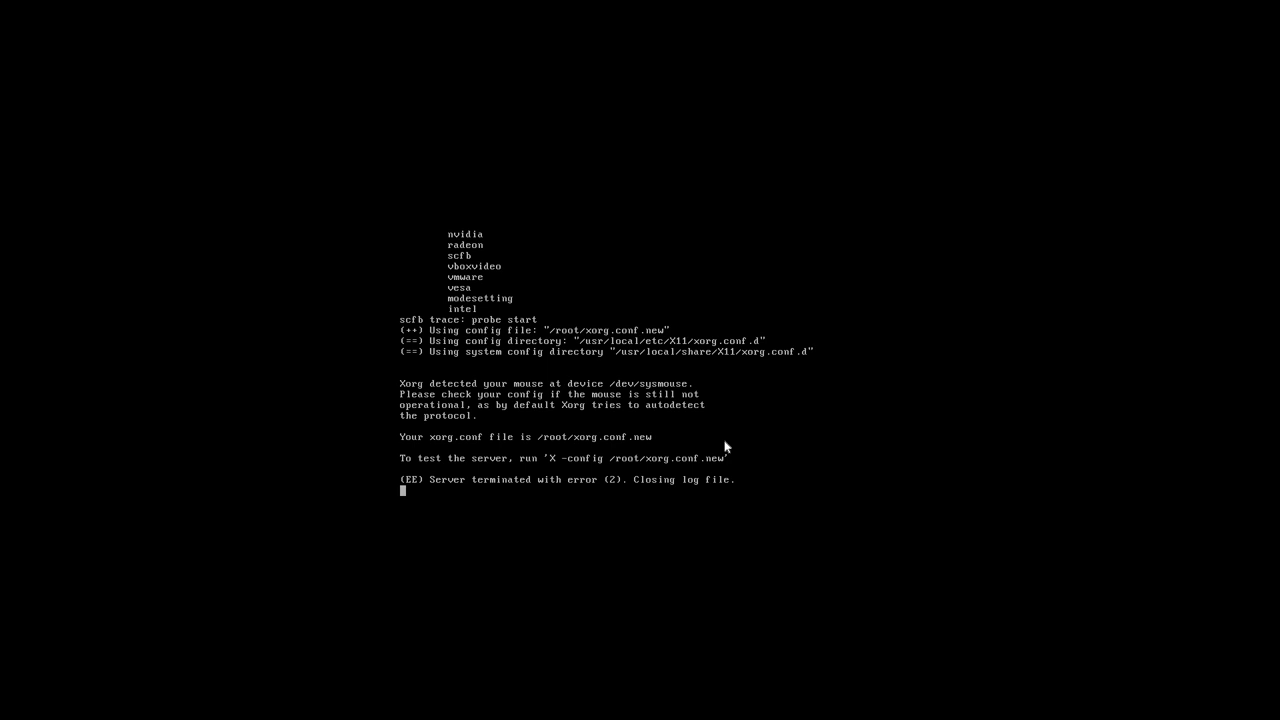 nvidia
radeon
scfb
vboxvideo
vmware
vesa
modesetting
intel
scfb trace: probe start
(++) Using config file: "/root/xorg.conf.new"
(==) Using config directory: "/usr/local/etc/X11/xorg.conf.d"
(==) Using system config directory "/usr/local/share/X11/xorg.conf.d"
Xorg detected your mouse at device /dev/sysmouse.
Please check your config if the mouse is still not
operational, as by default Xorg tries to autodetect
the protocol.
Your xorg.conf file is /root/xorg.conf.new
To test the server, run 'X -config /root/xorg.conf.new'
(EE) Server terminated with error (2). Closing log file.